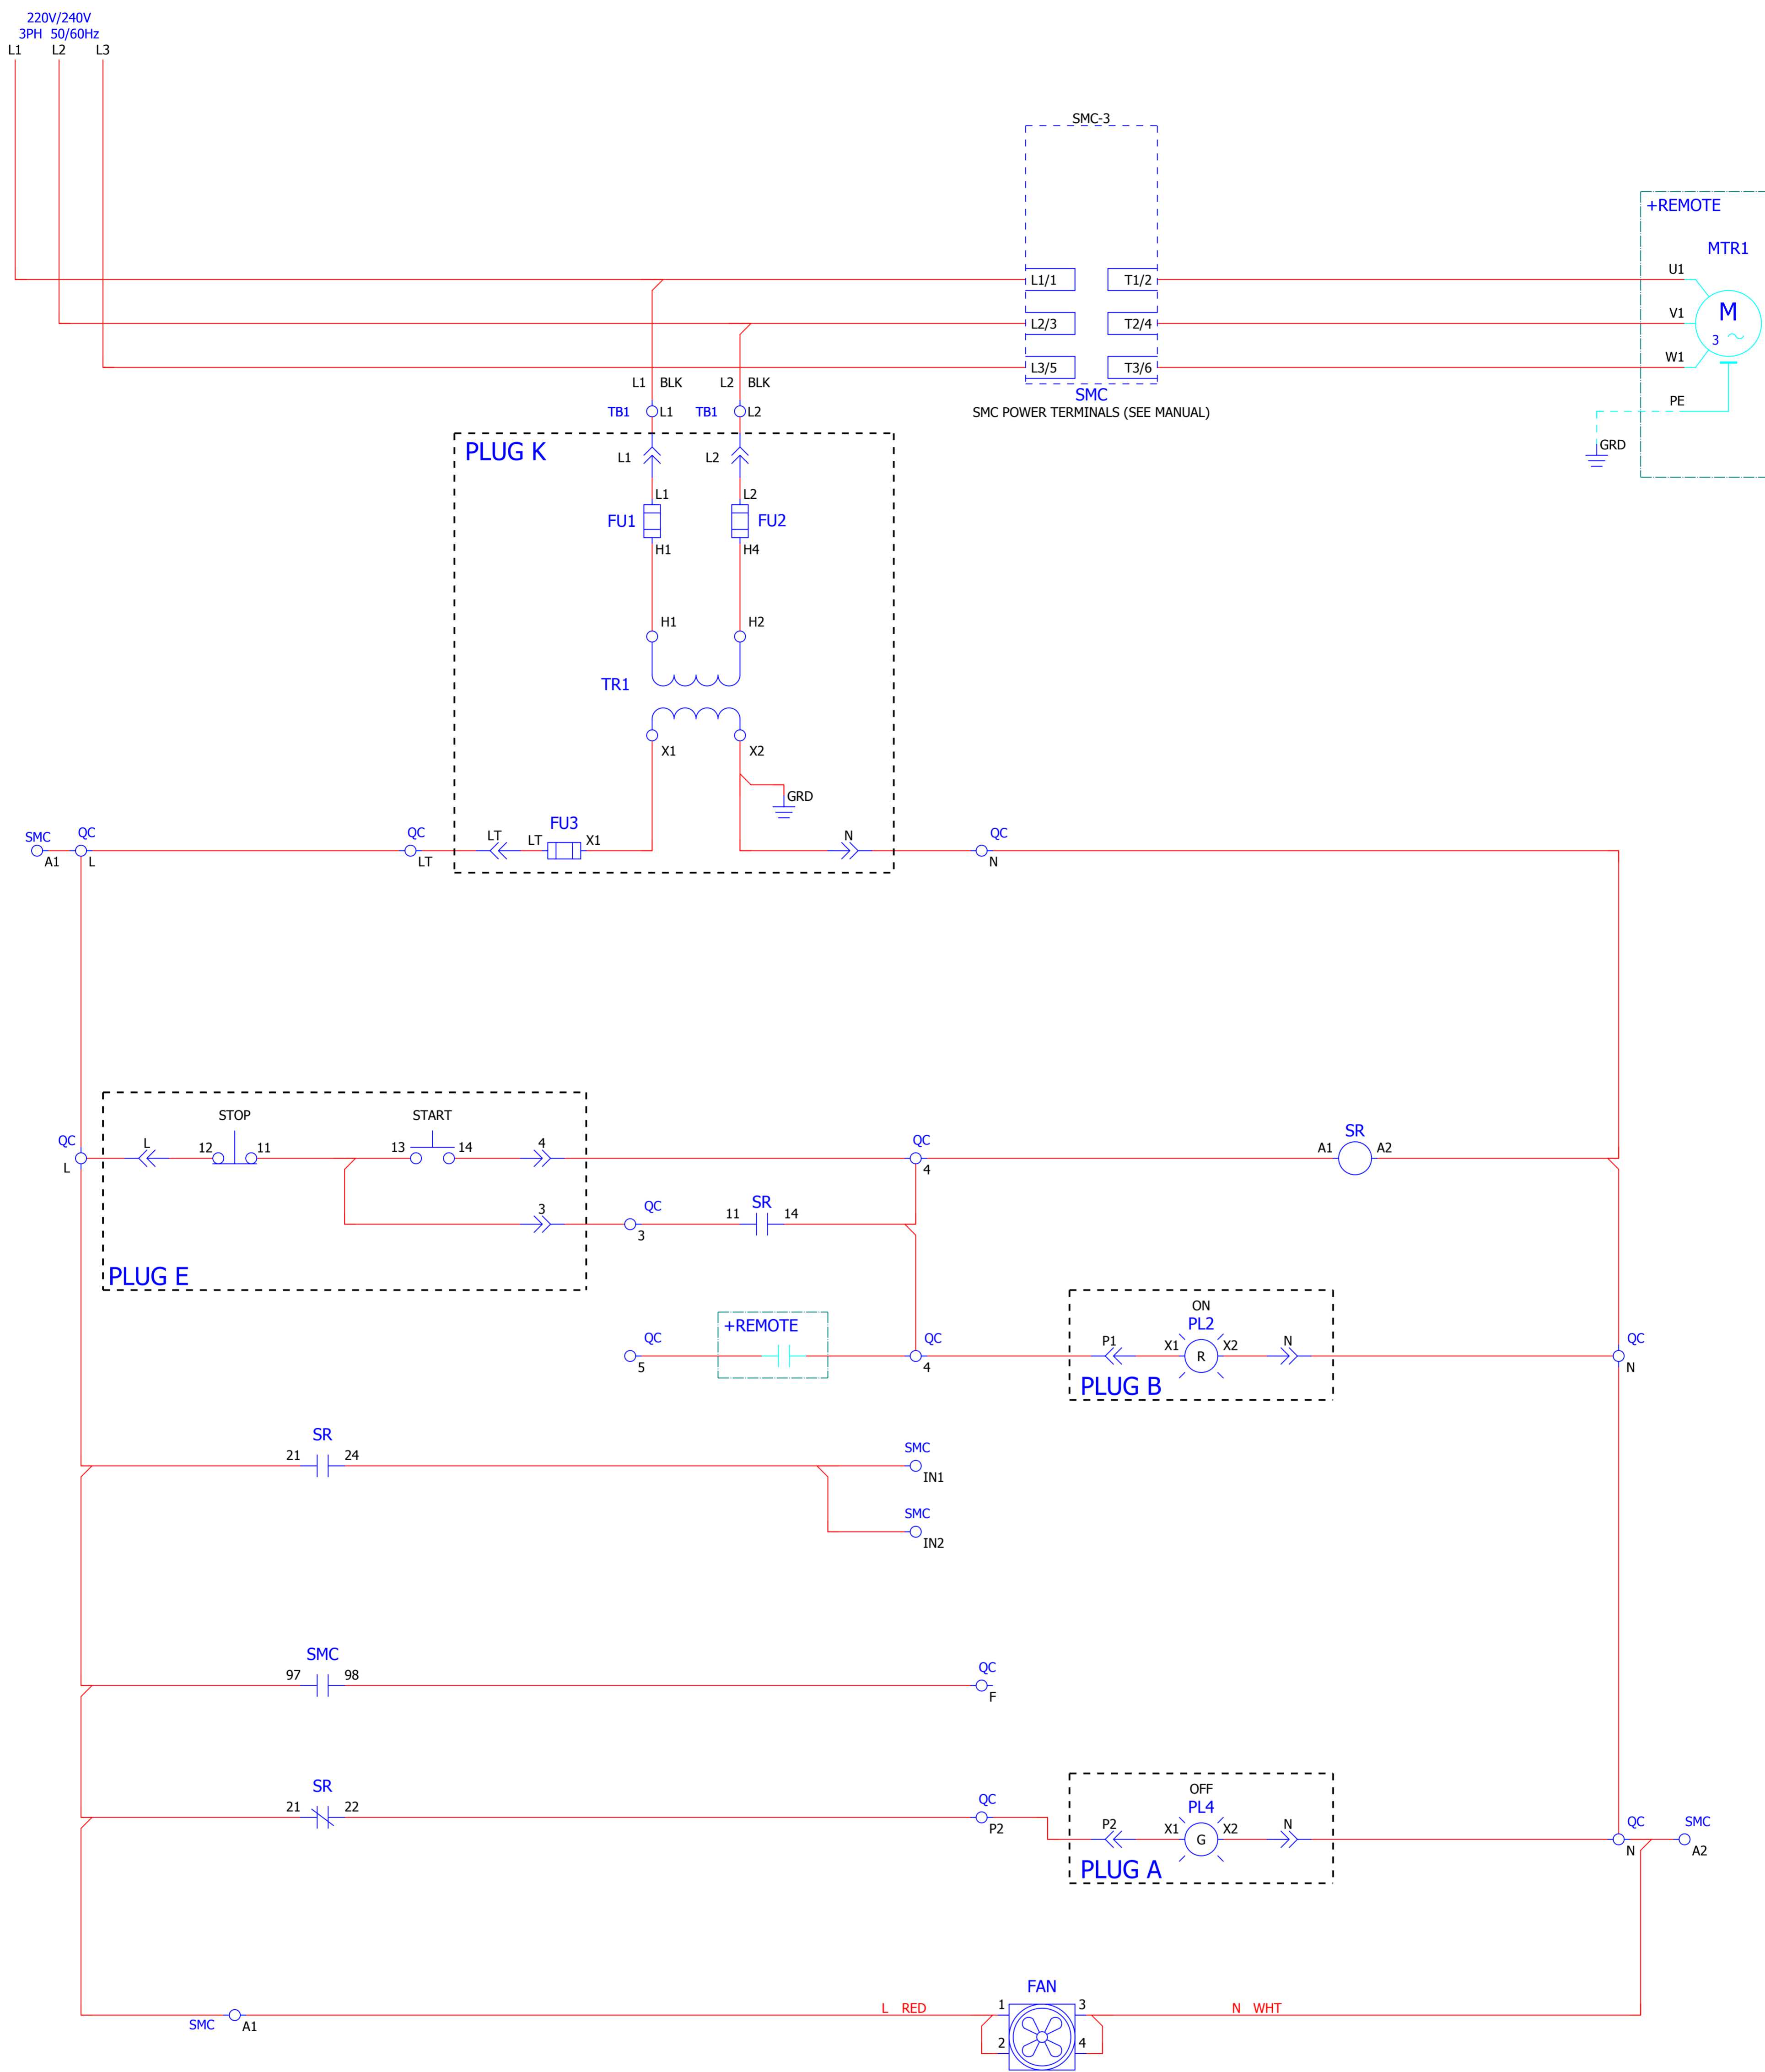 220V/240V
3PH 50/60Hz
L1 L2 L3
SMC-3
+REMOTE
MTR1
U1
L1/1 T1/2
M
3
V1
L2/3 T2/4
W1
L3/5 T3/6
SMC
SMC POWER TERMINALS (SEE MANUAL)
PE
GRD
L1 BLK L2 BLK
TB1 L1 TB1 L2
PLUG K
L1 L2
L1 L2
FU1 FU2
H1 H4
H1 H2
TR1
X1 X2
GRD
SMC QC QC LT FU3 N QC
LT X1
A1 L LT N
STOP START
QC L 12 11 13 14 4 QC SR
A1 A2
L 4
3 QC SR
11 14
3
PLUG E
ON
+REMOTE
PL2
QC QC P1 X1 X2 N QC
R
5 4 N
PLUG B
SR
21 24
SMC
IN1
SMC
IN2
SMC
97 98
QC
F
SR
21 22
QC
P2
OFF
PL4
P2 X1 X2 N
G
QC SMC
N A2
PLUG A
FAN
L RED 1 3 N WHT
SMC A1
2 4